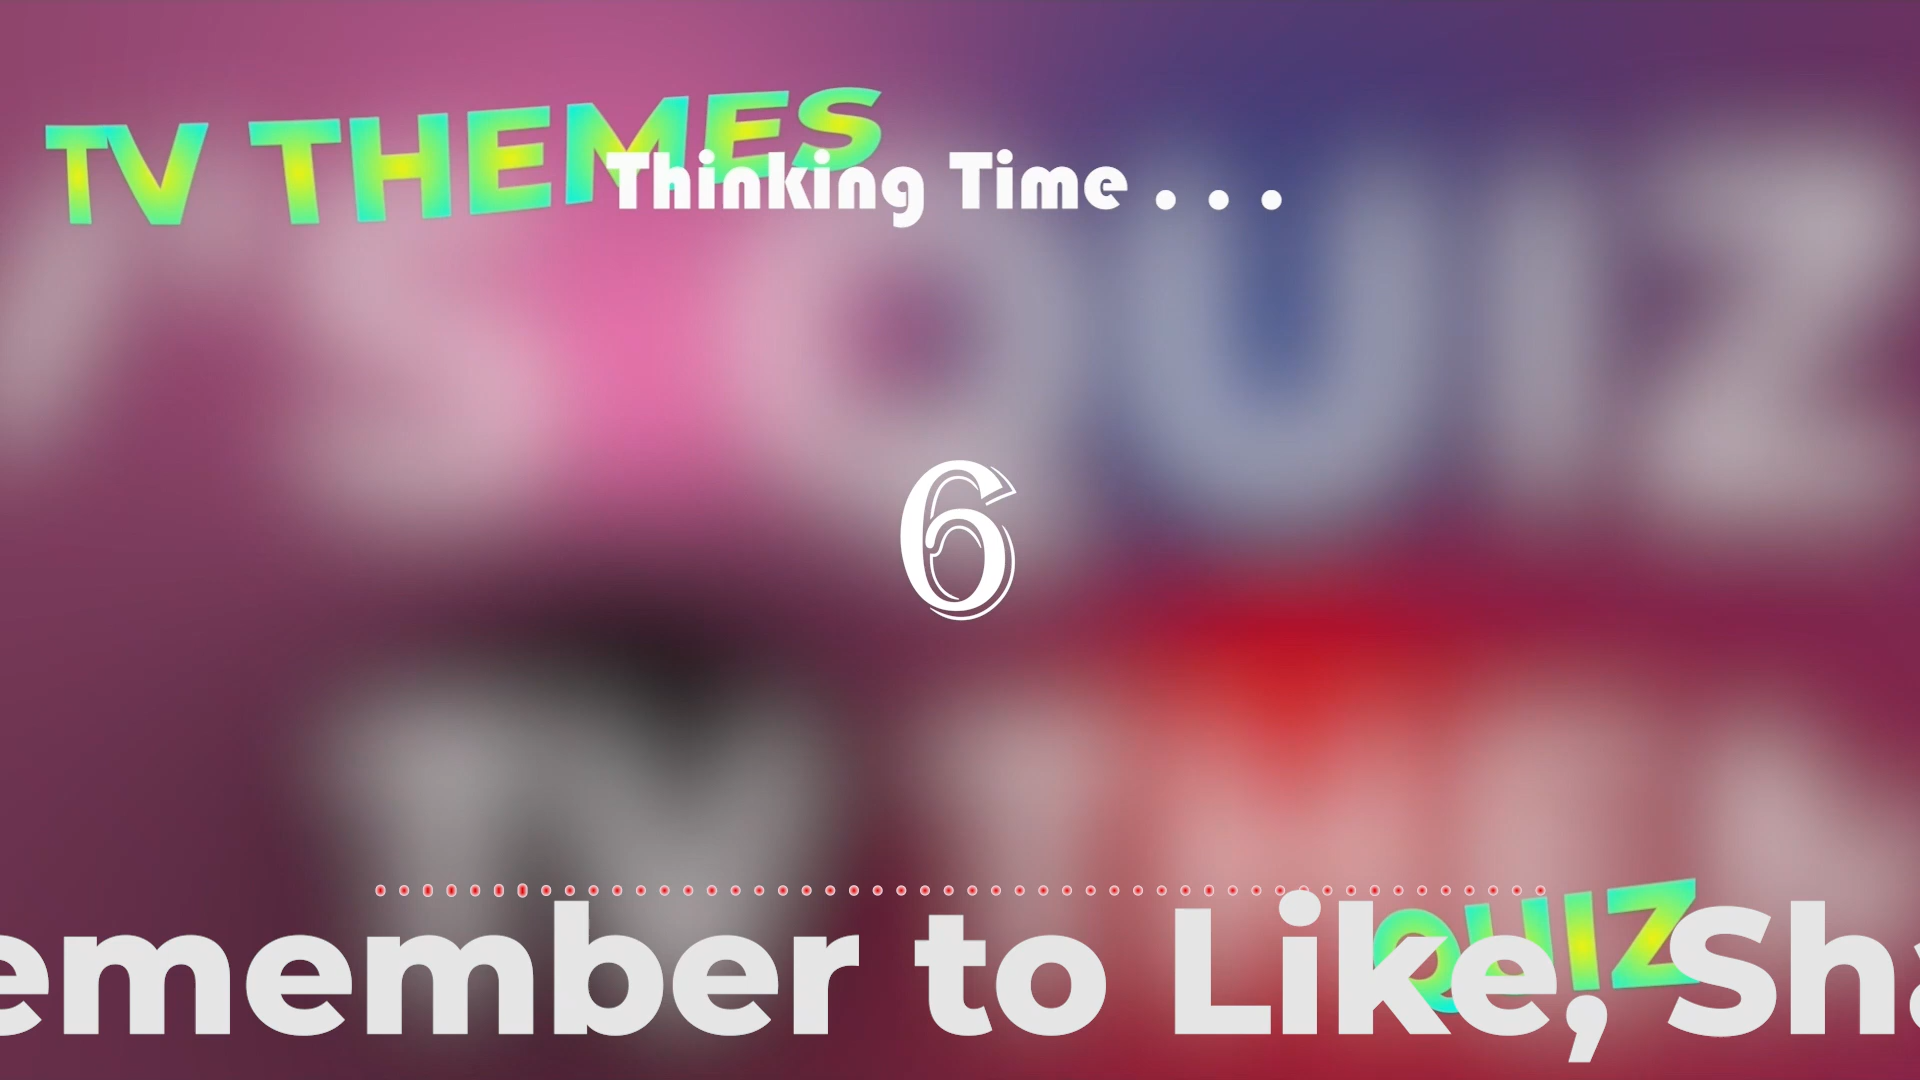 TV THEMES
Thinking Time . . .
6
QUIZ
emember to Like, Sha